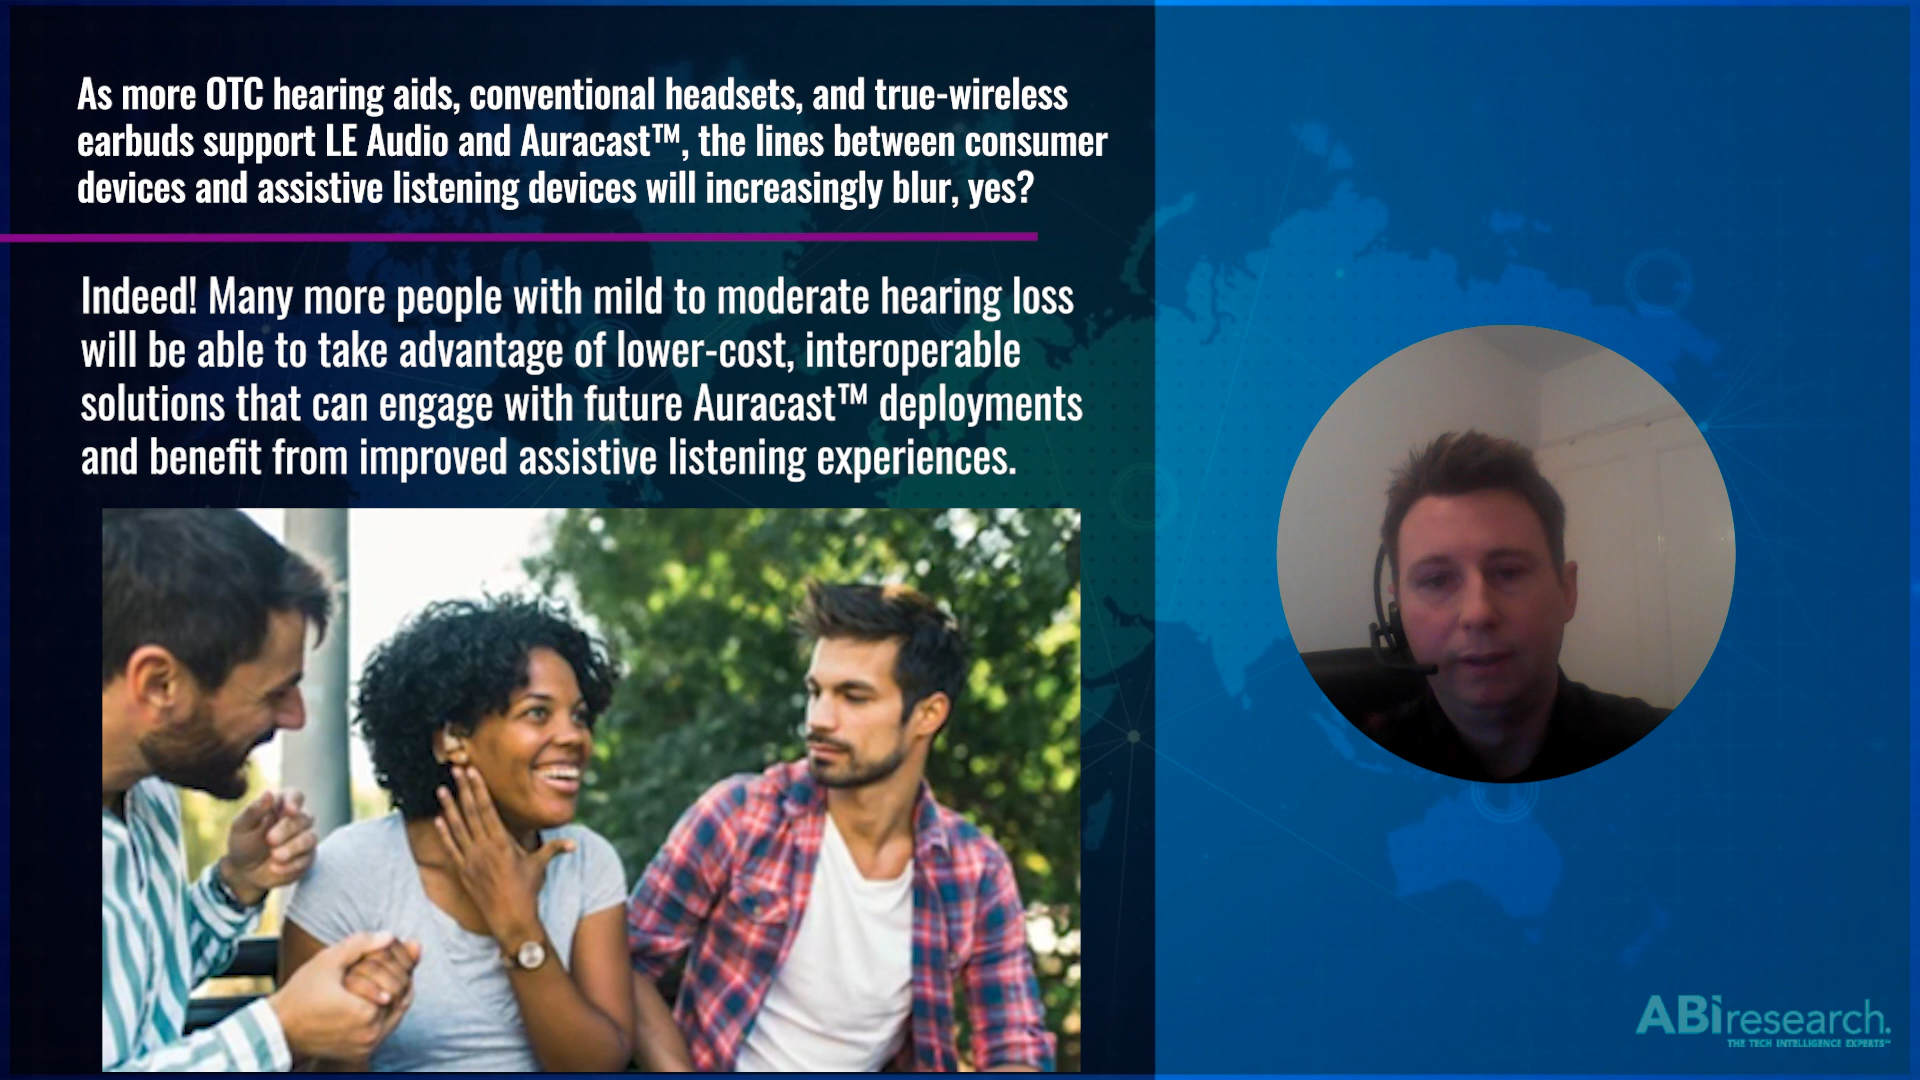 As more OTC hearing aids, conventional headsets, and true-wireless
earbuds support LE Audio and Auracast™, the lines between consumer
devices and assistive listening devices will increasingly blur, yes?
Indeed! Many more people with mild to moderate hearing loss
will be able to take advantage of lower-cost, interoperable
solutions that can engage with future Auracast™ deployments
and benefit from improved assistive listening experiences.
ABIresearch.
THE TECH INTELLIGENCE EXPERTS℠